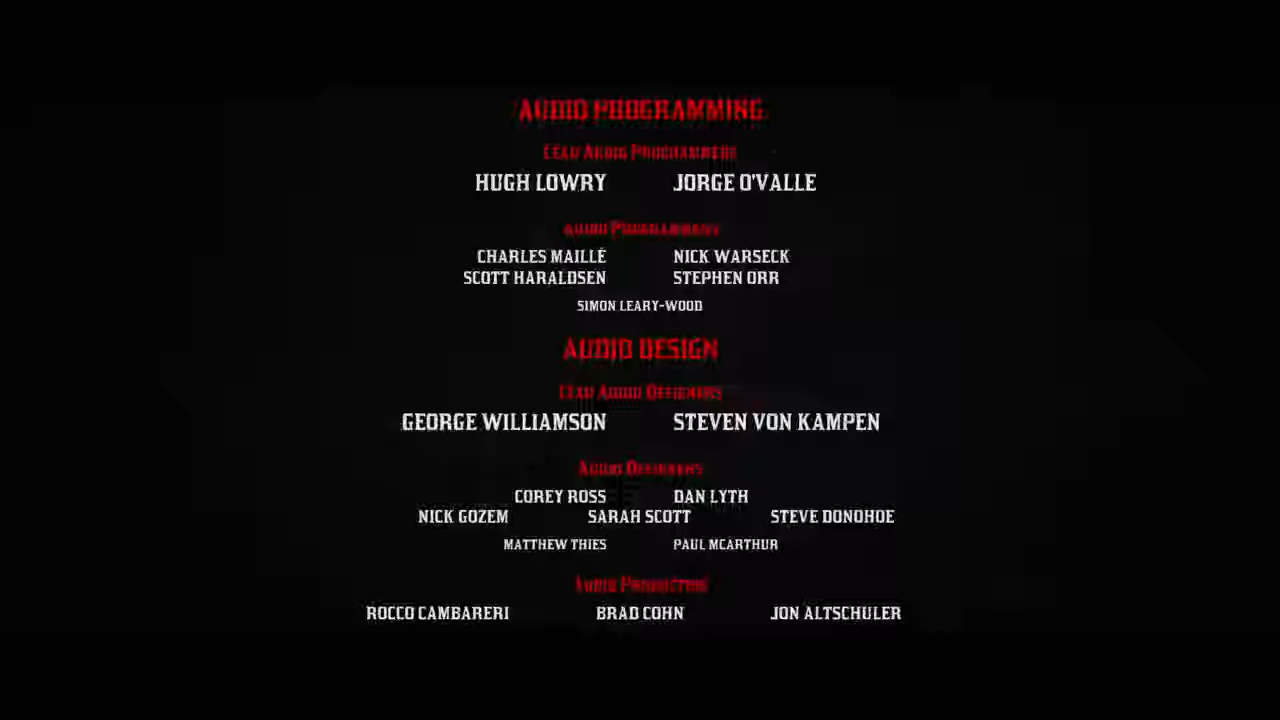 AUDIO PROGRAMMING
LEAD AUDIO PROGRAMMERS
HUGH LOWRY JORGE O'VALLE
AUDIO PROGRAMMERS
CHARLES MAILLÉ NICK WARSECK
SCOTT HARALDSEN STEPHEN ORR
SIMON LEARY-WOOD
AUDIO DESIGN
LEAD AUDIO DESIGNERS
GEORGE WILLIAMSON STEVEN VON KAMPEN
AUDIO DESIGNERS
COREY ROSS DAN LYTH
NICK GOZEM SARAH SCOTT STEVE DONOHOE
MATTHEW THIES PAUL MCARTHUR
AUDIO PRODUCTION
ROCCO CAMBARERI BRAD COHN JON ALTSCHULER